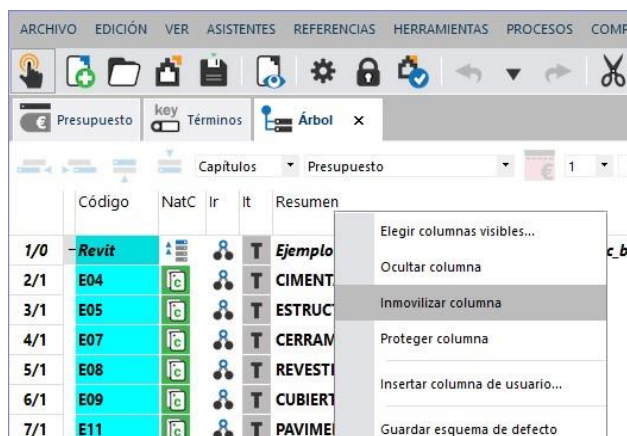 ARCHIVO EDICIÓN VER ASISTENTES REFERENCIAS HERRAMIENTAS PROCESOS COMP
Presupuesto key Términos Árbol x
Capítulos Presupuesto 1
Código NatC Ir It Resumen
Elegir columnas visibles...
1/0 Revit T Ejemplo c_b
Ocultar columna
2/1 E04 c T CIMENT
Inmovilizar columna
3/1 E05 c T ESTRUCT
4/1 E07 c T CERRAM
Proteger columna
5/1 E08 c T REVESTI
Insertar columna de usuario...
6/1 E09 c T CUBIERT
7/1 E11 c T PAVIME
Guardar esquema de defecto